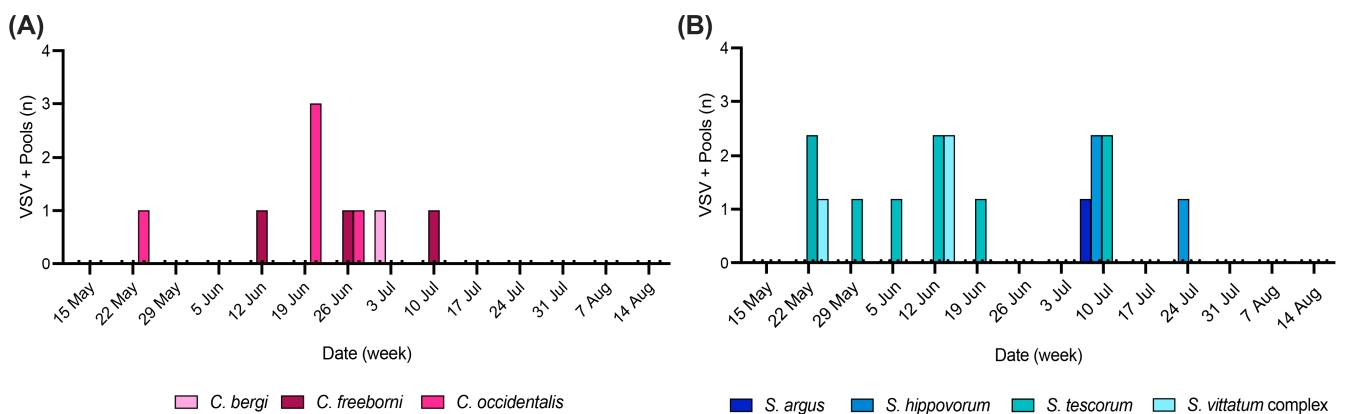 (A)
4
3
2
1
0
VSV + Pools (n)
15 May 22 May 29 May 5 Jun 12 Jun 19 Jun 26 Jun 3 Jul 10 Jul 17 Jul 24 Jul 31 Jul 7 Aug 14 Aug
Date (week)
C. bergi C. freeborni C. occidentalis
(B)
4
3
2
1
0
VSV + Pools (n)
15 May 22 May 29 May 5 Jun 12 Jun 19 Jun 26 Jun 3 Jul 10 Jul 17 Jul 24 Jul 31 Jul 7 Aug 14 Aug
Date (week)
S. argus S. hippovorum S. tescorum S. vittatum complex